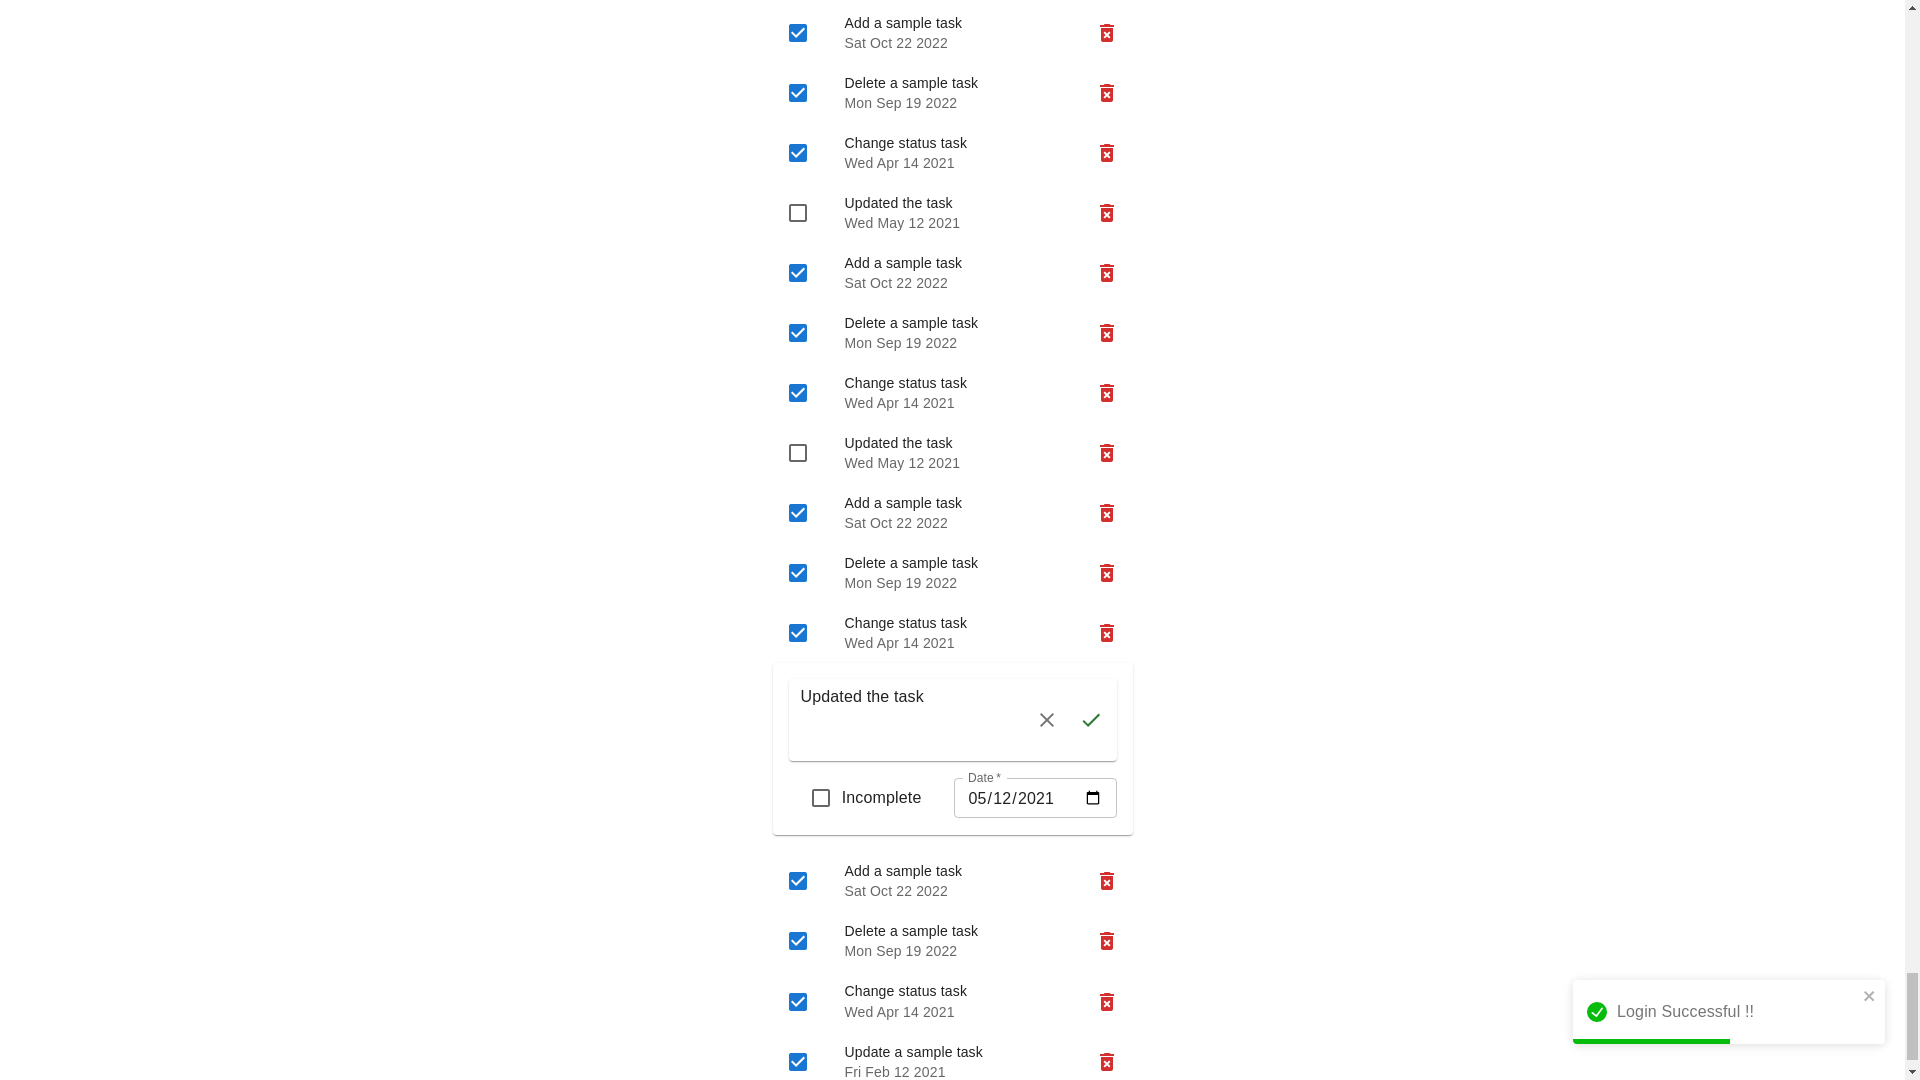 Add a sample task
Sat Oct 22 2022
Delete a sample task
Mon Sep 19 2022
Change status task
Wed Apr 14 2021
Updated the task
Wed May 12 2021
Add a sample task
Sat Oct 22 2022
Delete a sample task
Mon Sep 19 2022
Change status task
Wed Apr 14 2021
Updated the task
Wed May 12 2021
Add a sample task
Sat Oct 22 2022
Delete a sample task
Mon Sep 19 2022
Change status task
Wed Apr 14 2021
Updated the task
Date *
Incomplete
05/12/2021
Add a sample task
Sat Oct 22 2022
Delete a sample task
Mon Sep 19 2022
Change status task
Wed Apr 14 2021
Login Successful !!
Update a sample task
Fri Feb 12 2021